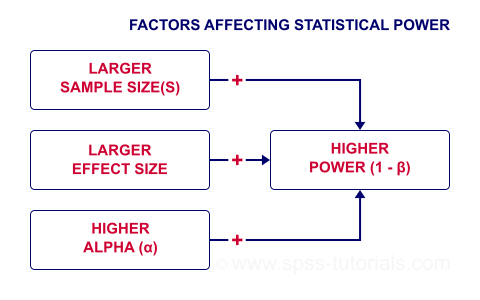 FACTORS AFFECTING STATISTICAL POWER
LARGER
SAMPLE SIZE(S)
+
LARGER
EFFECT SIZE
+
HIGHER
POWER (1 - β)
HIGHER
ALPHA (α)
+
© www.spss-tutorials.com